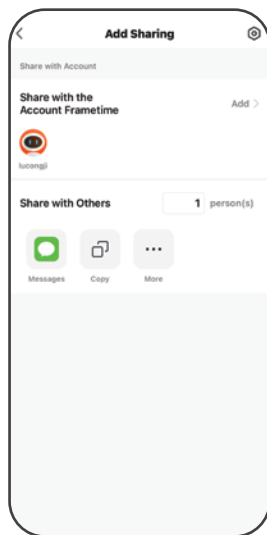 Add Sharing
Share with Account
Share with the
Account Frametime
Add >
lucongji
Share with Others
1 person(s)
Messages
Copy
More